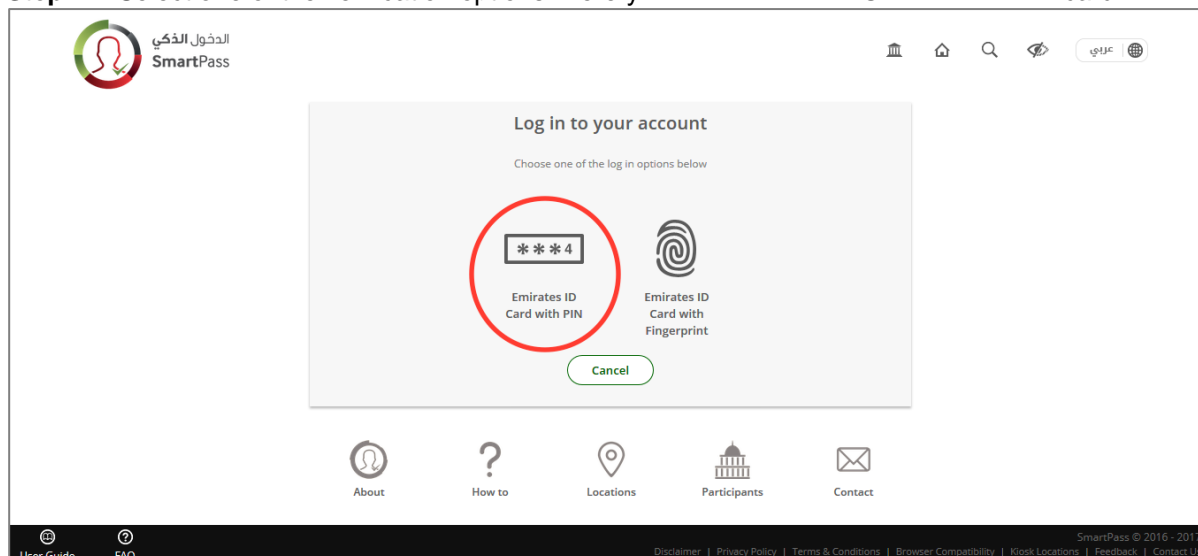 الدخول الذكي
SmartPass
عربي
Log in to your account
Choose one of the log in options below
***4
Emirates ID
Card with PIN
Emirates ID
Card with
Fingerprint
Cancel
About
How to
Locations
Participants
Contact
User Guide
FAQ
SmartPass © 2016 - 201
Disclaimer | Privacy Policy | Terms & Conditions | Browser Compatibility | Kiosk Locations | Feedback | Contact U